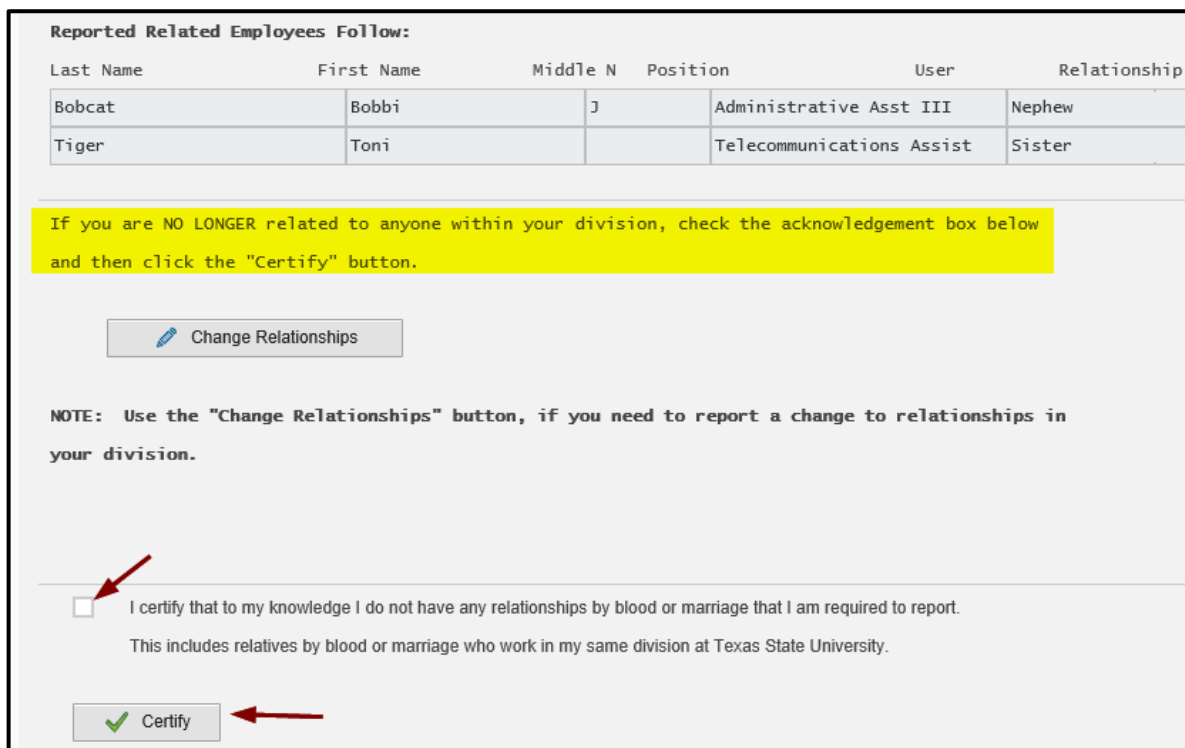 Reported Related Employees Follow:
Last Name First Name Middle N Position User Relationship
Bobcat Bobbi J Administrative Asst III Nephew
Tiger Toni Telecommunications Assist Sister
If you are NO LONGER related to anyone within your division, check the acknowledgement box below
and then click the "Certify" button.
Change Relationships
NOTE: Use the "Change Relationships" button, if you need to report a change to relationships in
your division.
I certify that to my knowledge I do not have any relationships by blood or marriage that I am required to report.
This includes relatives by blood or marriage who work in my same division at Texas State University.
Certify